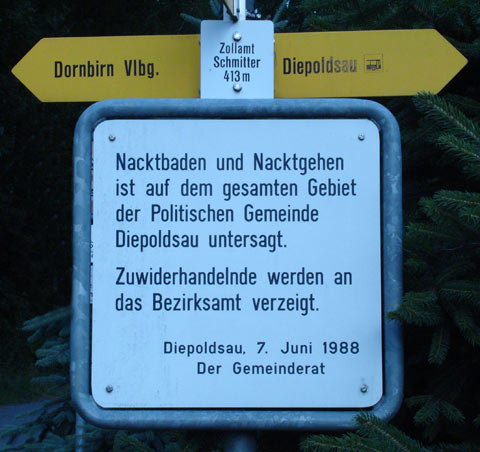 Zollamt
Schmitter
413 m
Dornbirn Vlbg.
Diepoldsau
Nacktbaden und Nacktgehen
ist auf dem gesamten Gebiet
der Politischen Gemeinde
Diepoldsau untersagt.
Zuwiderhandelnde werden an
das Bezirksamt verzeigt.
Diepoldsau, 7. Juni 1988
Der Gemeinderat